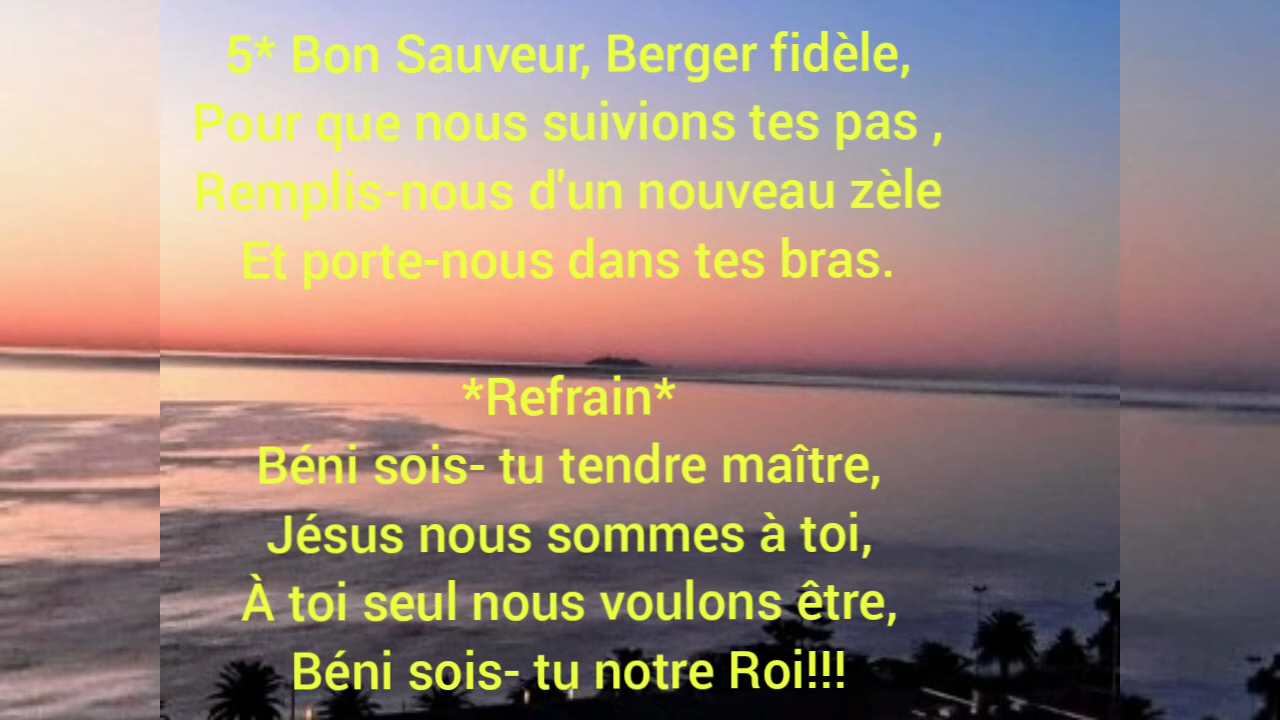 5* Bon Sauveur, Berger fidèle,
Pour que nous suivions tes pas ,
Remplis-nous d'un nouveau zèle
Et porte-nous dans tes bras.
*Refrain*
Béni sois- tu tendre maître,
Jésus nous sommes à toi,
À toi seul nous voulons être,
Béni sois- tu notre Roi!!!